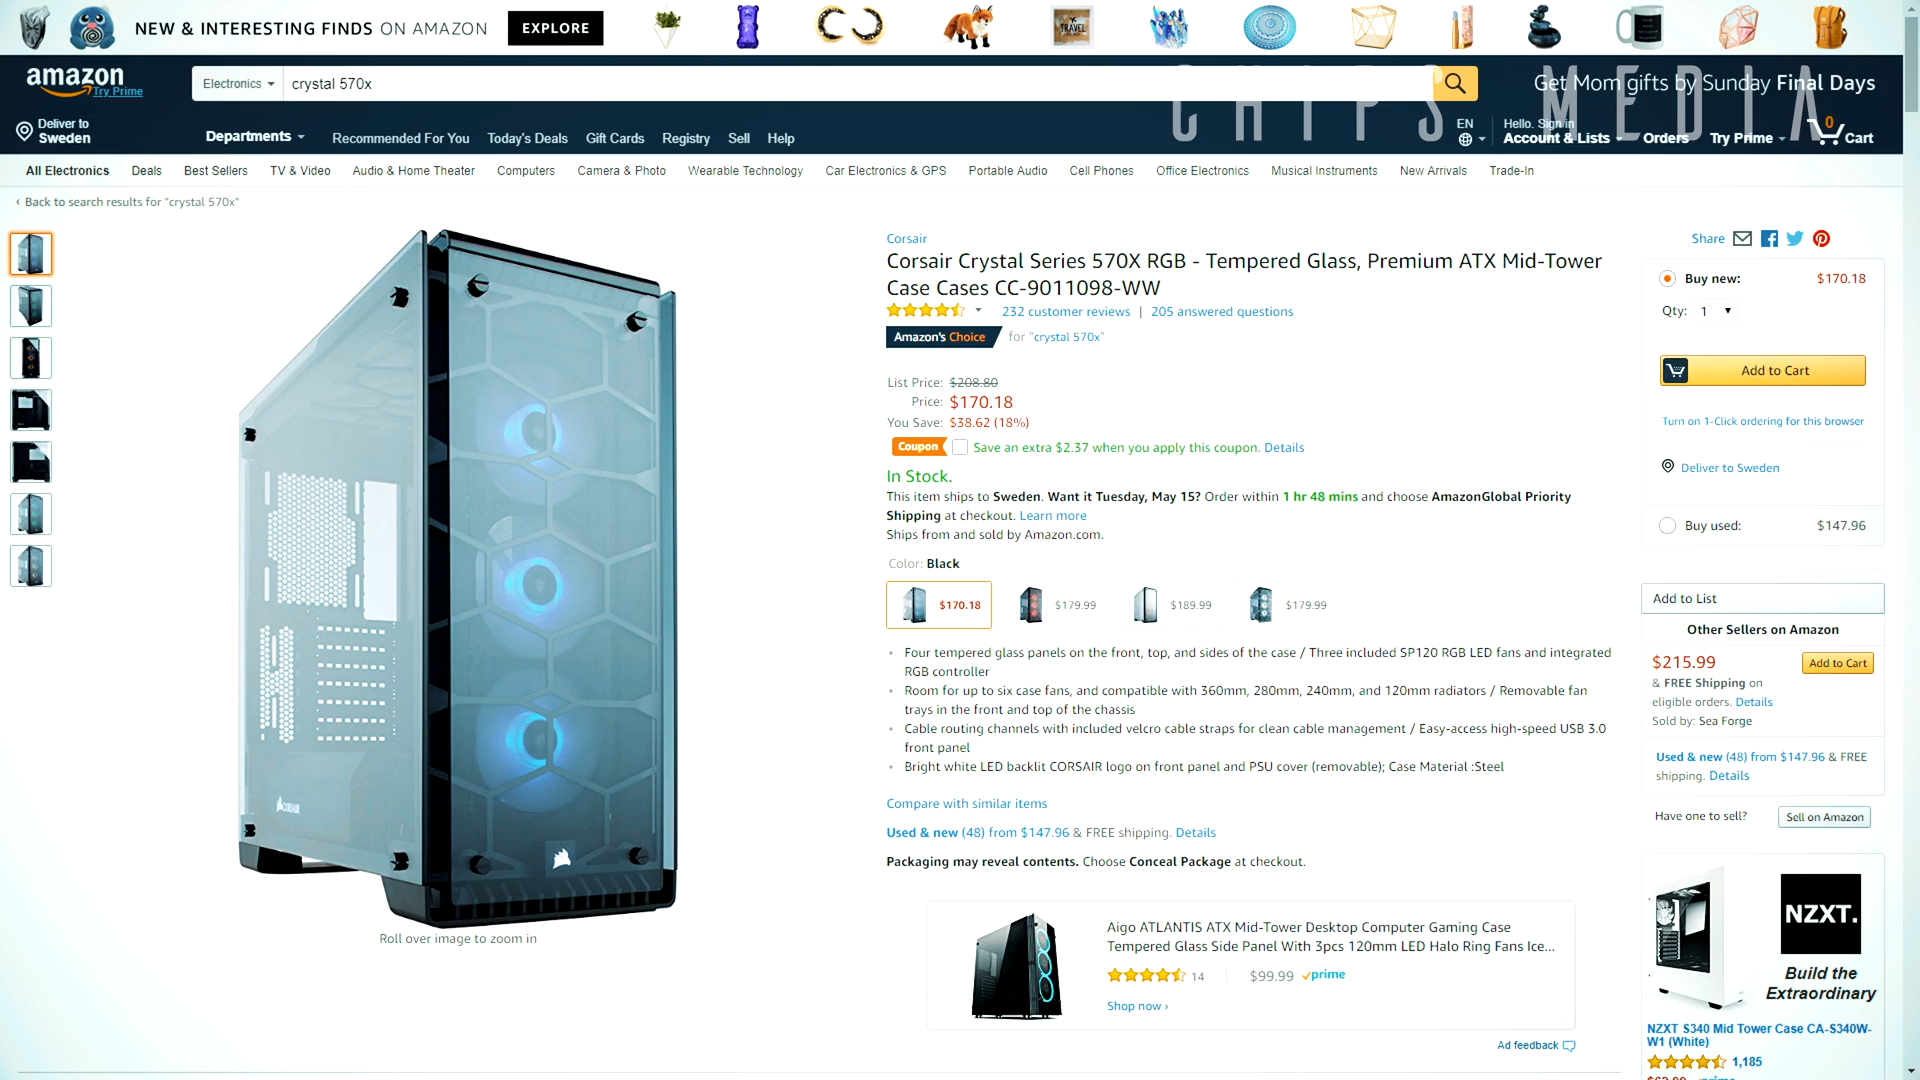 NEW & INTERESTING FINDS ON AMAZON EXPLORE
TRAVEL
amazon
Try Prime
Electronics
crystal 570x
Get Mom gifts by Sunday Final Days
CHIPS MEDIA
Deliver to
Sweden
Departments
Recommended For You Today's Deals Gift Cards Registry Sell Help
EN
Hello. Sign in
Account & Lists
Orders
Try Prime
0
Cart
All Electronics Deals Best Sellers TV & Video Audio & Home Theater Computers Camera & Photo Wearable Technology Car Electronics & GPS Portable Audio Cell Phones Office Electronics Musical Instruments New Arrivals Trade-In
‹ Back to search results for "crystal 570x"
CORSAIR
Roll over image to zoom in
Corsair
Corsair Crystal Series 570X RGB - Tempered Glass, Premium ATX Mid-Tower
Case Cases CC-9011098-WW
232 customer reviews | 205 answered questions
Amazon's Choice for "crystal 570x"
List Price: $208.80
Price: $170.18
You Save: $38.62 (18%)
Coupon Save an extra $2.37 when you apply this coupon. Details
In Stock.
This item ships to Sweden. Want it Tuesday, May 15? Order within 1 hr 48 mins and choose AmazonGlobal Priority
Shipping at checkout. Learn more
Ships from and sold by Amazon.com.
Color: Black
$170.18 $179.99 $189.99 $179.99
• Four tempered glass panels on the front, top, and sides of the case / Three included SP120 RGB LED fans and integrated
RGB controller
• Room for up to six case fans, and compatible with 360mm, 280mm, 240mm, and 120mm radiators / Removable fan
trays in the front and top of the chassis
• Cable routing channels with included velcro cable straps for clean cable management / Easy-access high-speed USB 3.0
front panel
• Bright white LED backlit CORSAIR logo on front panel and PSU cover (removable); Case Material :Steel
Compare with similar items
Used & new (48) from $147.96 & FREE shipping. Details
Packaging may reveal contents. Choose Conceal Package at checkout.
Aigo ATLANTIS ATX Mid-Tower Desktop Computer Gaming Case
Tempered Glass Side Panel With 3pcs 120mm LED Halo Ring Fans Ice...
14 $99.99 prime
Shop now ›
Ad feedback
Share
Buy new: $170.18
Qty: 1
Add to Cart
Turn on 1-Click ordering for this browser
Deliver to Sweden
Buy used: $147.96
Add to List
Other Sellers on Amazon
$215.99 Add to Cart
& FREE Shipping on
eligible orders. Details
Sold by: Sea Forge
Used & new (48) from $147.96 & FREE
shipping. Details
Have one to sell? Sell on Amazon
NZXT.
Build the
Extraordinary
NZXT S340 Mid Tower Case CA-S340W-
W1 (White)
1,185